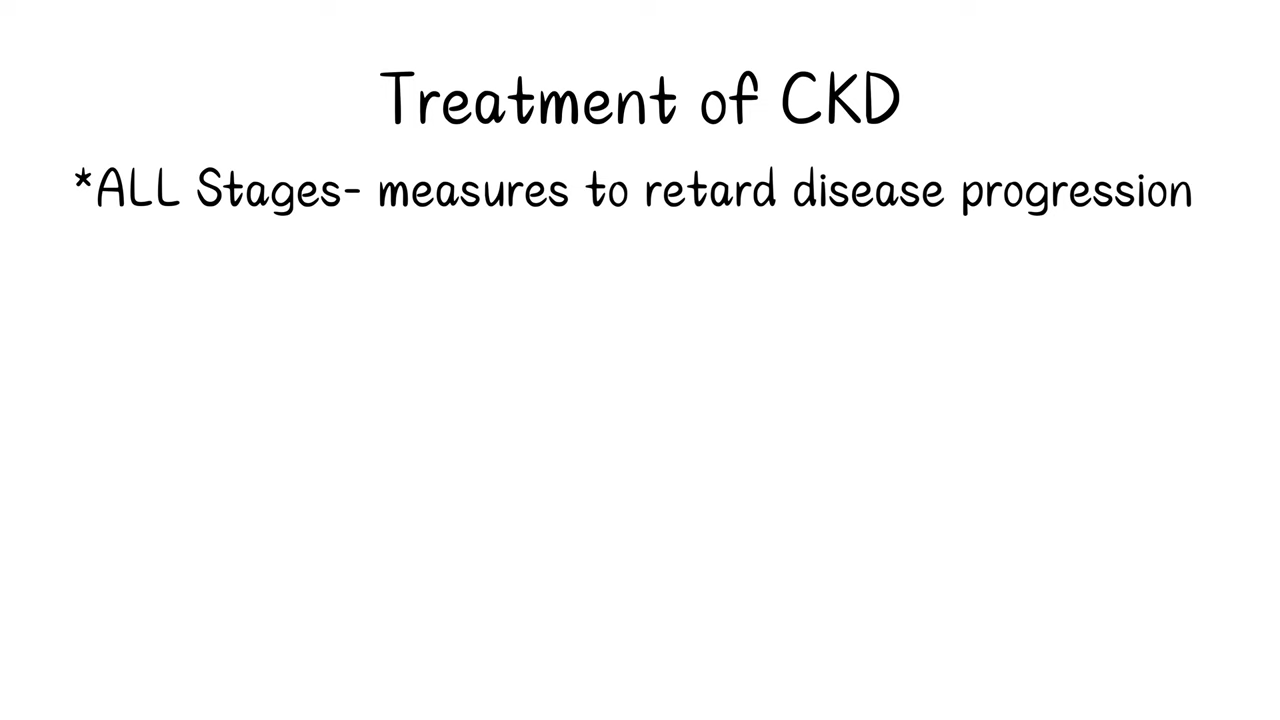 Treatment of CKD
*ALL Stages- measures to retard disease progression